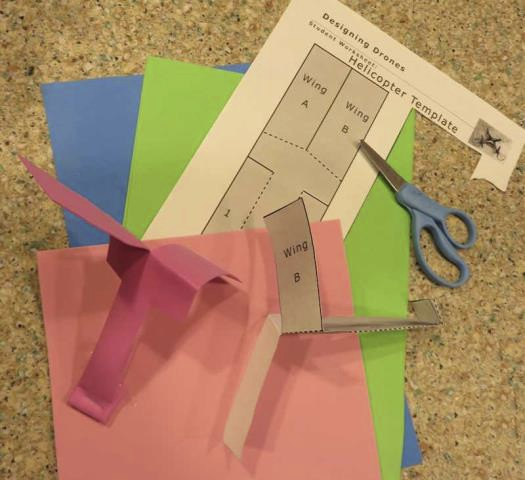 Designing Drones
Student Worksheet:
Helicopter Template
Wing
A
Wing
B
1
Wing
B